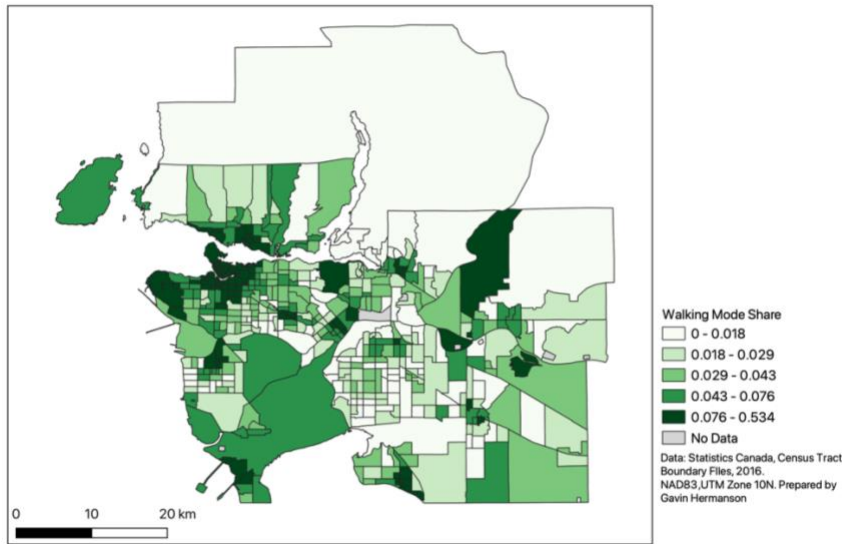 Walking Mode Share
0 - 0.018
0.018 - 0.029
0.029 - 0.043
0.043 - 0.076
0.076 - 0.534
No Data
Data: Statistics Canada, Census Tract
Boundary FIles, 2016.
NAD83,UTM Zone 10N. Prepared by
Gavin Hermanson
0 10 20 km